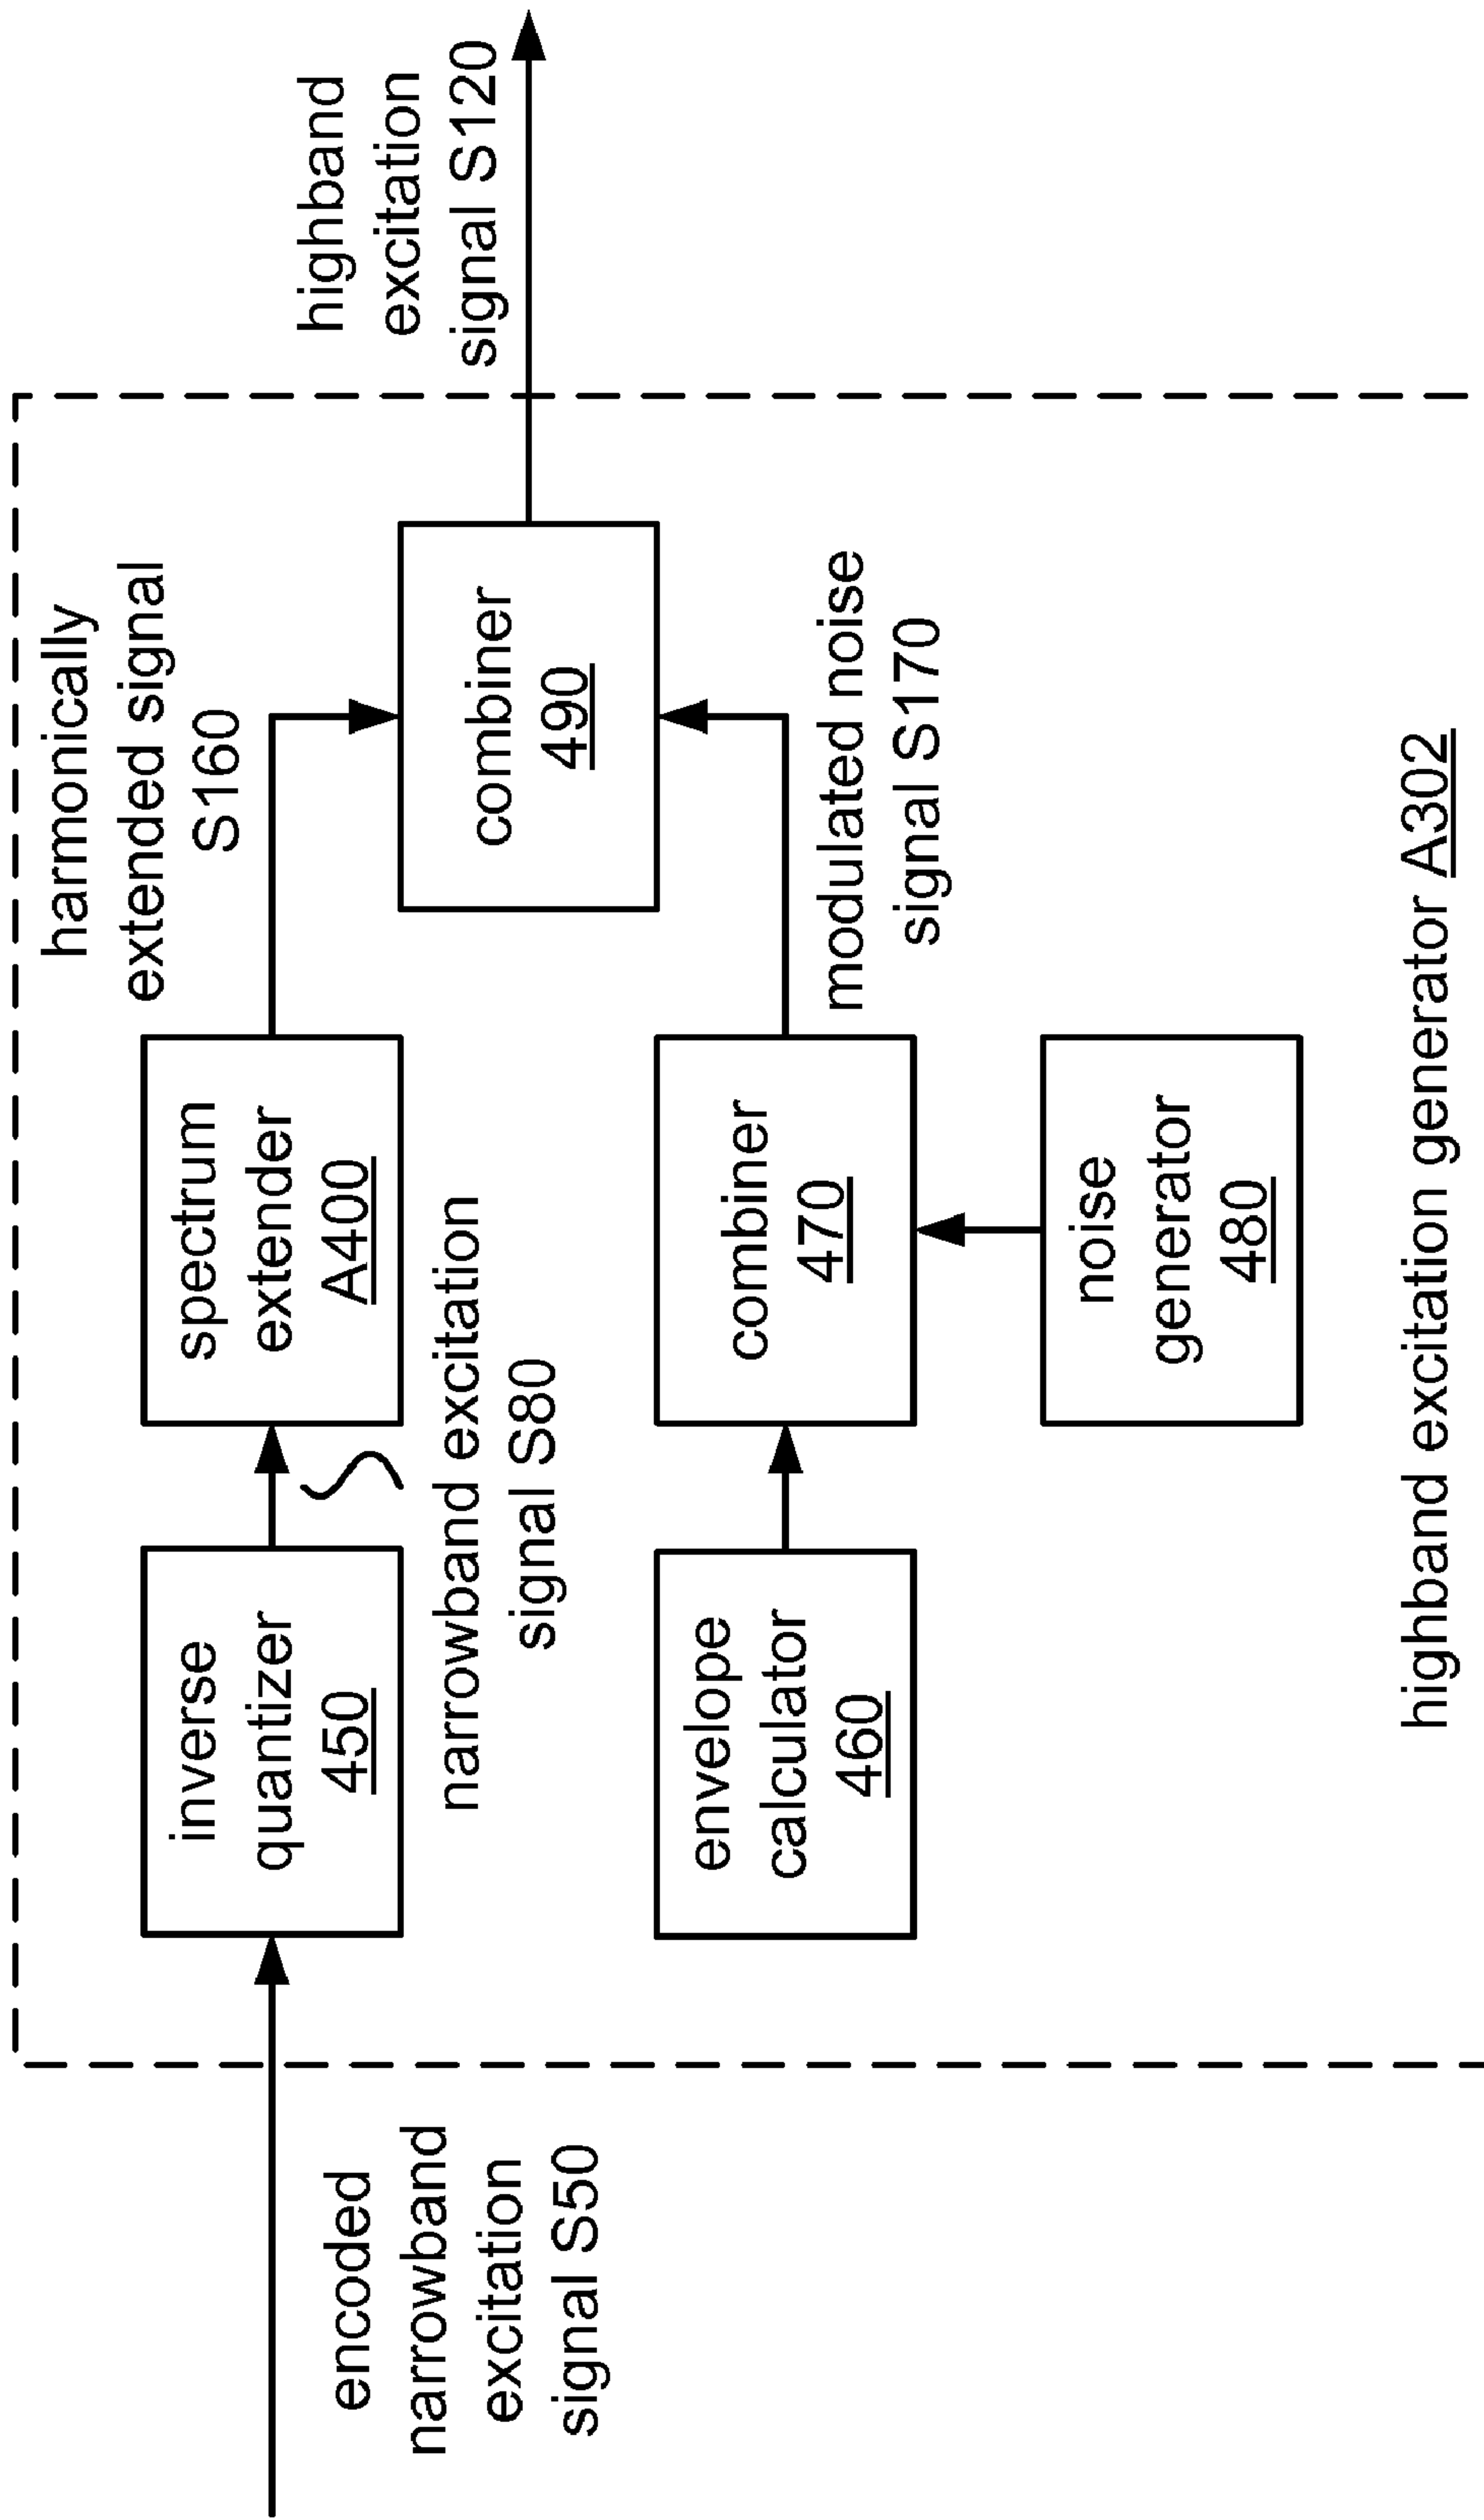 encoded
narrowband
excitation
signal S50
inverse
quantizer
450
narrowband excitation
signal S80
spectrum
extender
A400
harmonically
extended signal
S160
envelope
calculator
460
combiner
470
noise
generator
480
modulated noise
signal S170
combiner
490
highband
excitation
signal S120
highband excitation generator A302